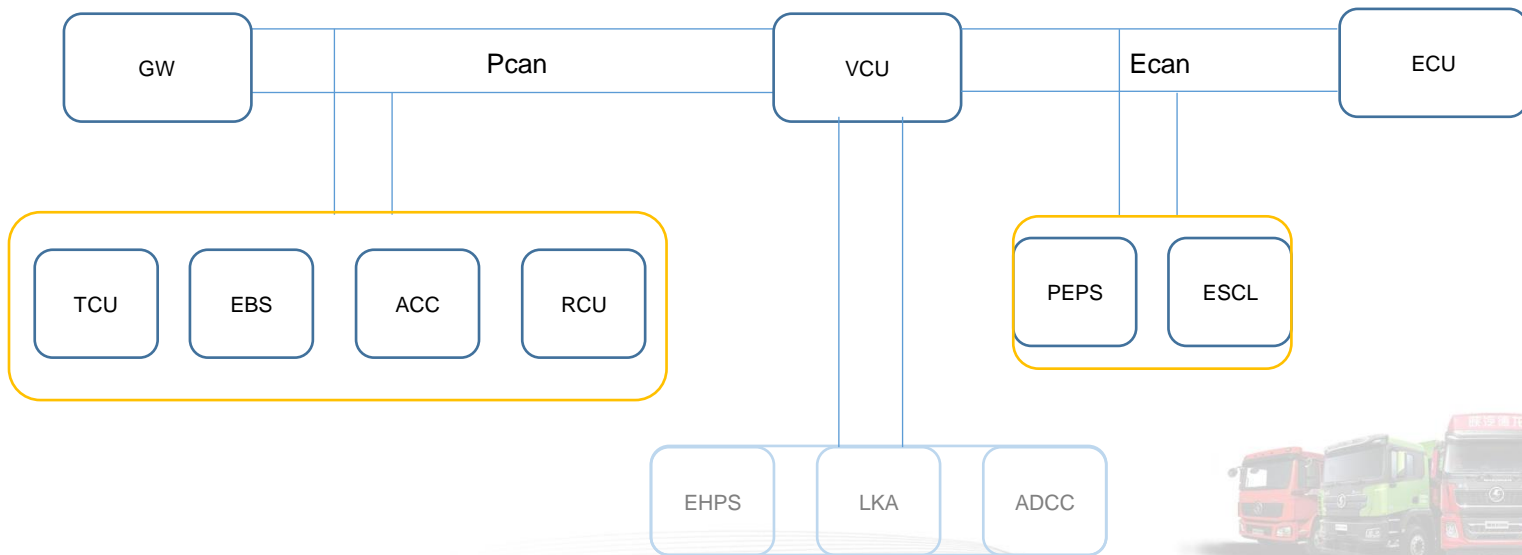 GW
Pcan
VCU
Ecan
ECU
TCU
EBS
ACC
RCU
PEPS
ESCL
EHPS
LKA
ADCC